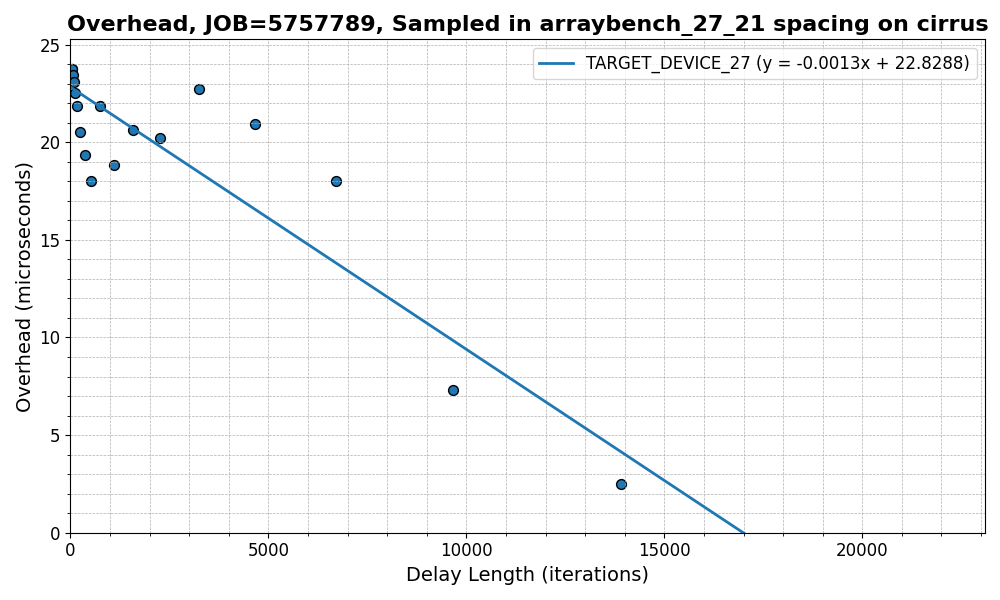 Overhead, JOB=5757789, Sampled in arraybench_27_21 spacing on cirrus
TARGET_DEVICE_27 (y = -0.0013x + 22.8288)
Overhead (microseconds)
25
20
15
10
5
0
0 5000 10000 15000 20000
Delay Length (iterations)